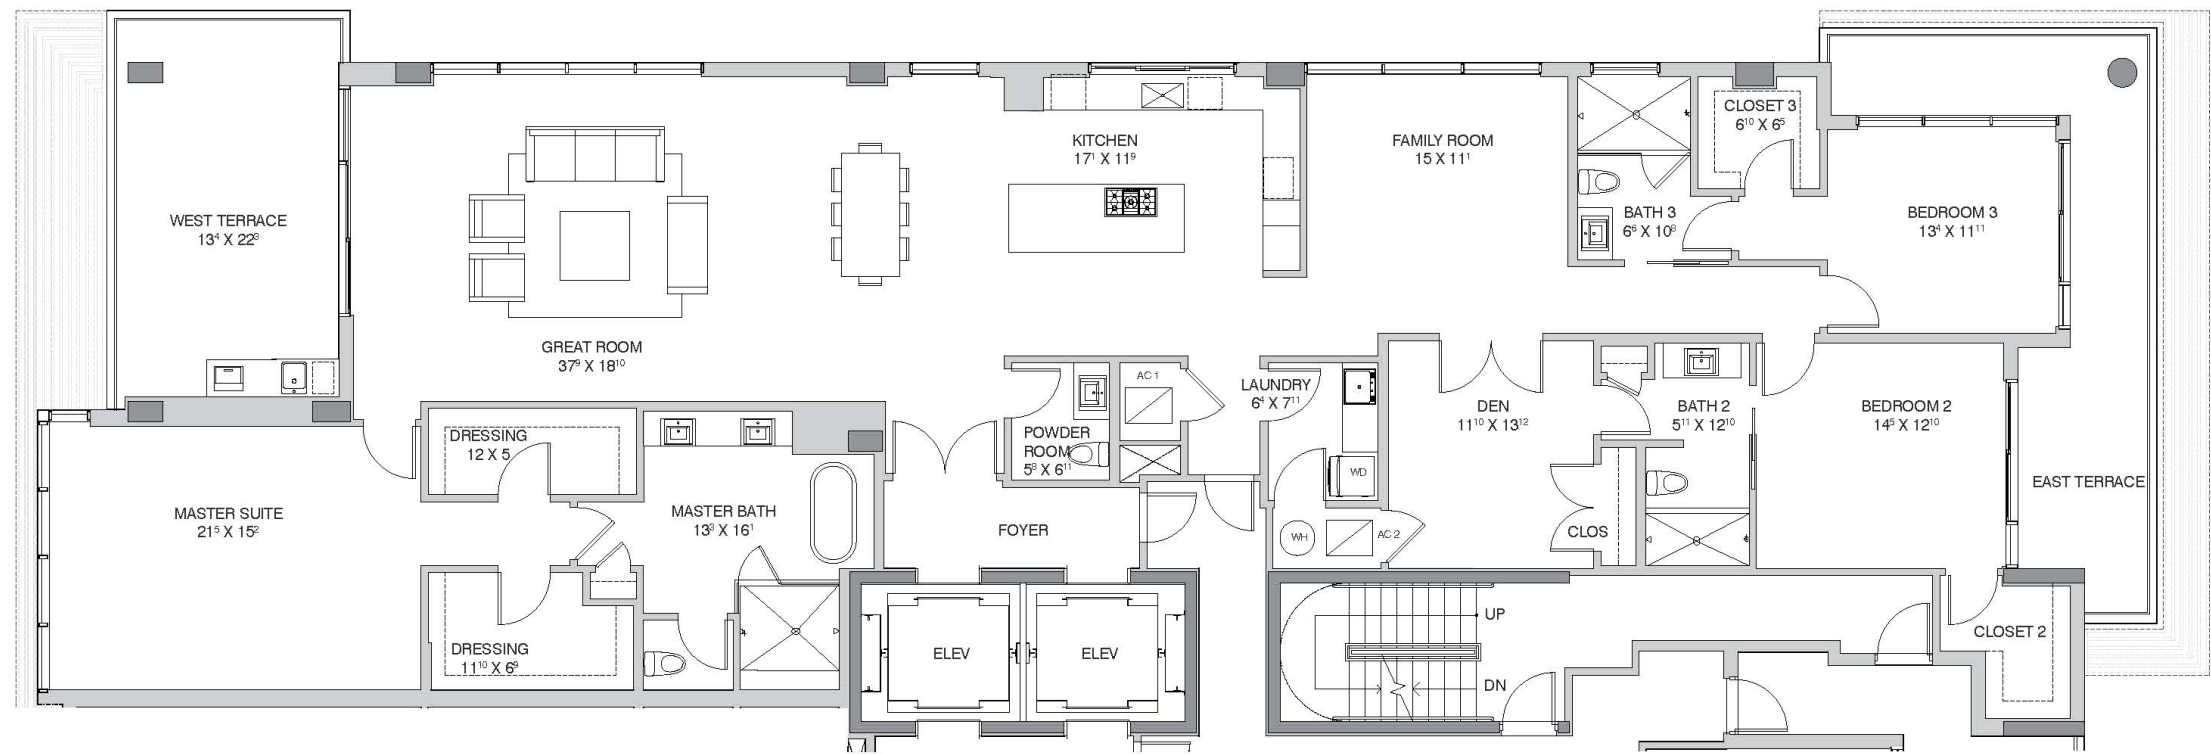 WEST TERRACE
13⁴ X 22³
GREAT ROOM
37⁹ X 18¹⁰
KITCHEN
17¹ X 11⁹
FAMILY ROOM
15 X 11¹
BATH 3
6⁶ X 10⁸
CLOSET 3
6¹⁰ X 6⁵
BEDROOM 3
13⁴ X 11¹¹
MASTER SUITE
21⁵ X 15²
DRESSING
12 X 5
DRESSING
11¹⁰ X 6⁹
MASTER BATH
13³ X 16¹
FOYER
POWDER
ROOM
5⁸ X 6¹¹
AC 1
LAUNDRY
6⁴ X 7¹¹
WD
WH
AC 2
DEN
11¹⁰ X 13¹²
CLOS
BATH 2
5¹¹ X 12¹⁰
BEDROOM 2
14⁵ X 12¹⁰
EAST TERRACE
CLOSET 2
ELEV
ELEV
UP
DN